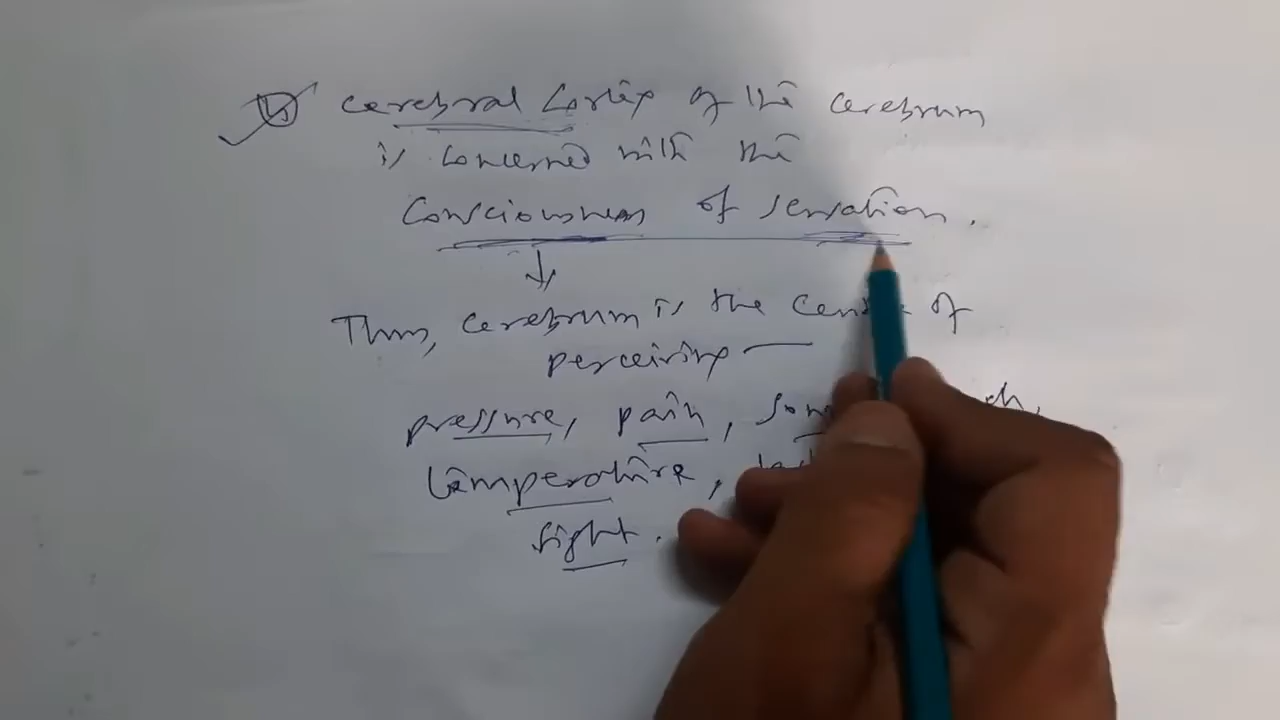 Cerebral Cortex of the Cerebrum
is concerned with the
Consciousness of sensation.
Thus, Cerebrum is the of
perceiving —
pressure, pain,
temperature,
sight.